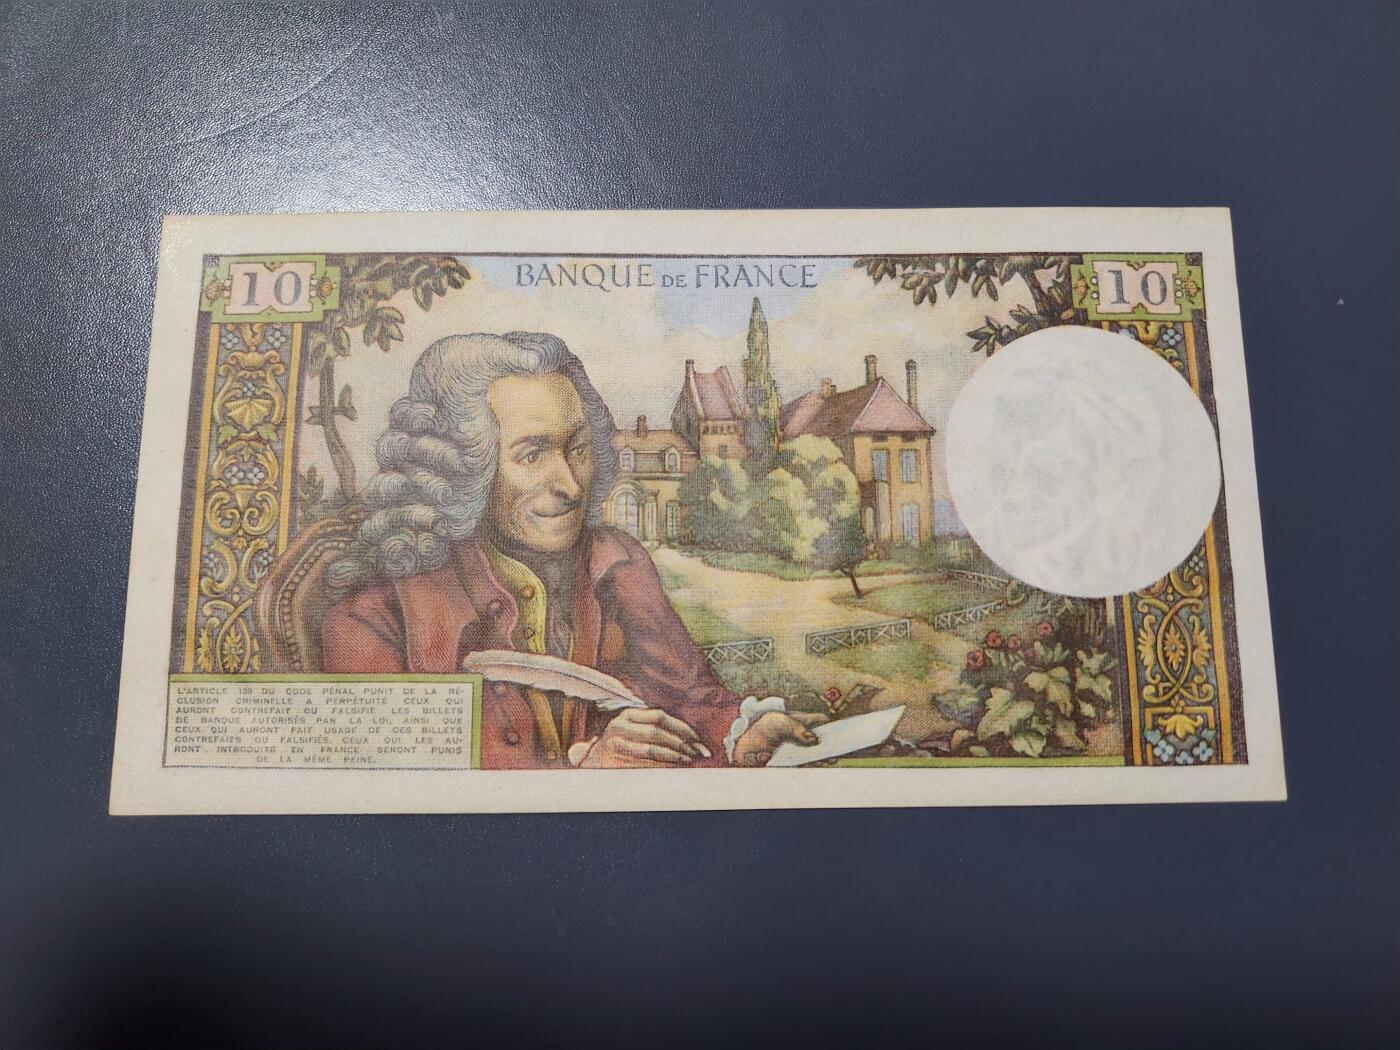 10
BANQUE DE FRANCE
10
L'ARTICLE 139 DU CODE PÉNAL PUNIT DE LA RÉ-
CLUSION CRIMINELLE A PERPÉTUITÉ CEUX QUI
AURONT CONTREFAIT OU FALSIFIÉ LES BILLETS
DE BANQUE AUTORISÉS PAR LA LOI, AINSI QUE
CEUX QUI AURONT FAIT USAGE DE CES BILLETS
CONTREFAITS OU FALSIFIÉS. CEUX QUI LES AU-
RONT INTRODUITS EN FRANCE SERONT PUNIS
DE LA MÊME PEINE.